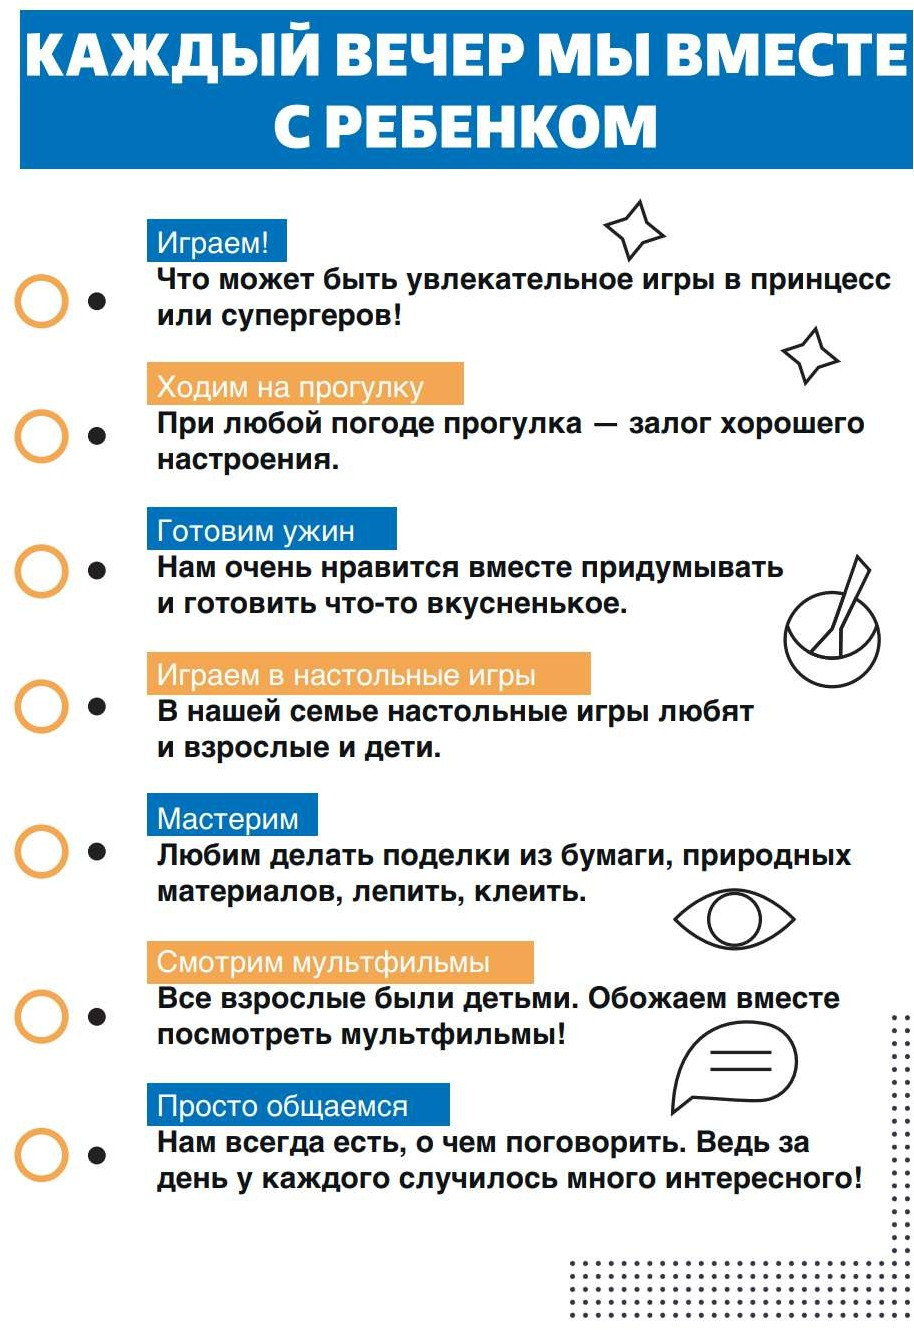 КАЖДЫЙ ВЕЧЕР МЫ ВМЕСТЕ
С РЕБЕНКОМ
Играем!
Что может быть увлекательное игры в принцесс
или супергеров!
Ходим на прогулку
При любой погоде прогулка — залог хорошего
настроения.
Готовим ужин
Нам очень нравится вместе придумывать
и готовить что-то вкусненькое.
Играем в настольные игры
В нашей семье настольные игры любят
и взрослые и дети.
Мастерим
Любим делать поделки из бумаги, природных
материалов, лепить, клеить.
Смотрим мультфильмы
Все взрослые были детьми. Обожаем вместе
посмотреть мультфильмы!
Просто общаемся
Нам всегда есть, о чем поговорить. Ведь за
день у каждого случилось много интересного!